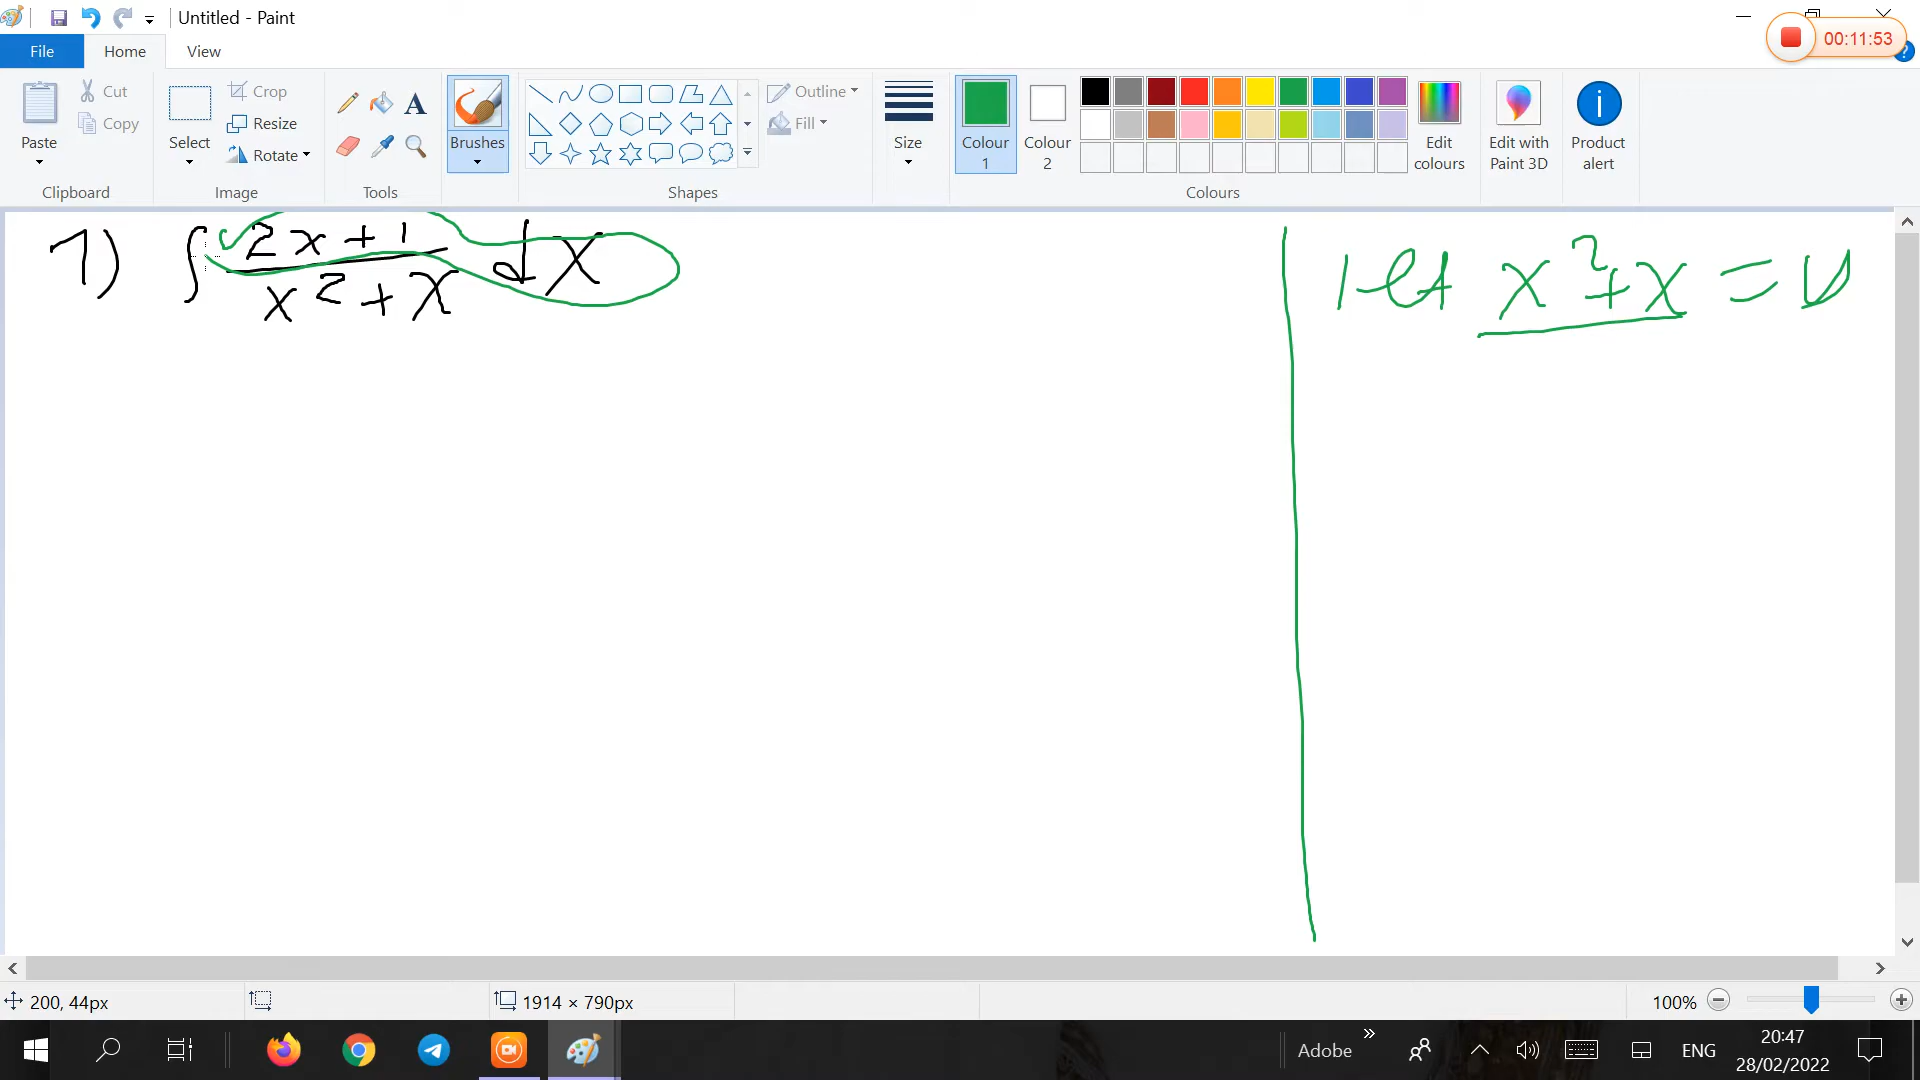 Untitled - Paint
00:11:53
File
Home
View
Paste
Cut
Copy
Clipboard
Select
Crop
Resize
Rotate
Image
A
Tools
Brushes
Outline
Fill
Shapes
Size
Colour 1
Colour 2
Edit colours
Colours
Edit with Paint 3D
Product alert
7) ∫ (2x+1)/(x²+x) dx
let x²+x = u
200, 44px
1914 × 790px
100%
Adobe
ENG
20:47
28/02/2022